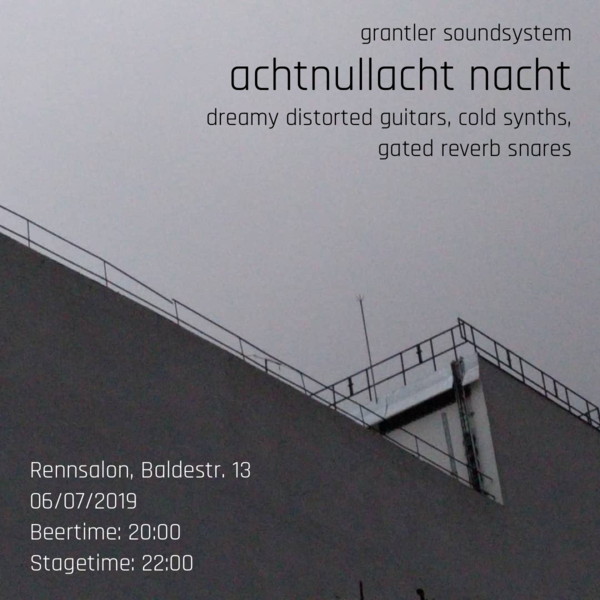 grantler soundsystem
achtnullacht nacht
dreamy distorted guitars, cold synths,
gated reverb snares
Rennsalon, Baldestr. 13
06/07/2019
Beertime: 20:00
Stagetime: 22:00